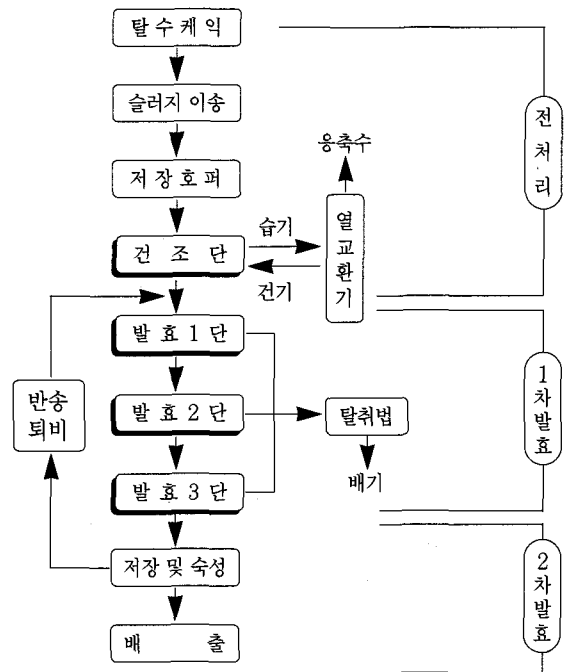 탈 수 케 익
슬러지 이송
저 장 호 퍼
건 조 단
발 효 1 단
발 효 2 단
발 효 3 단
저장 및 숙성
배 출
반송
퇴비
습기
건기
응축수
열
교
환
기
탈취법
배기
전
처
리
1
차
발
효
2
차
발
효